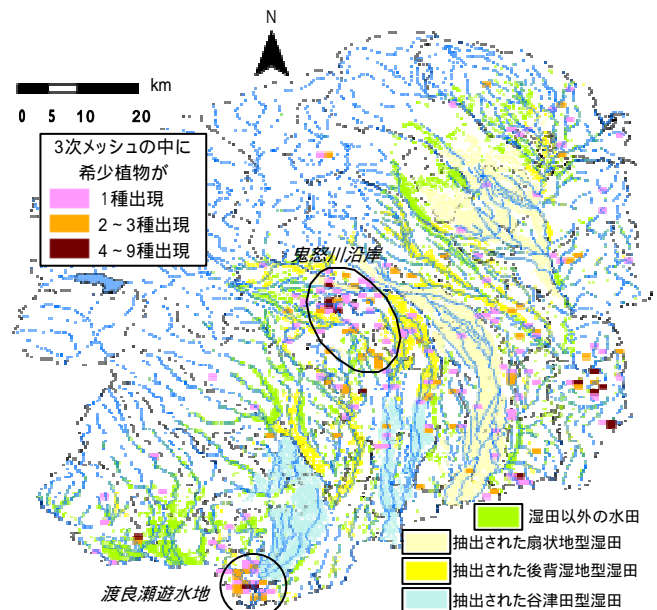 N
km
0 5 10 20
3次メッシュの中に
希少植物が
1種出現
2~3種出現
4~9種出現
鬼怒川沿岸
湿田以外の水田
抽出された扇状地型湿田
抽出された後背湿地型湿田
抽出された谷津田型湿田
渡良瀬遊水地